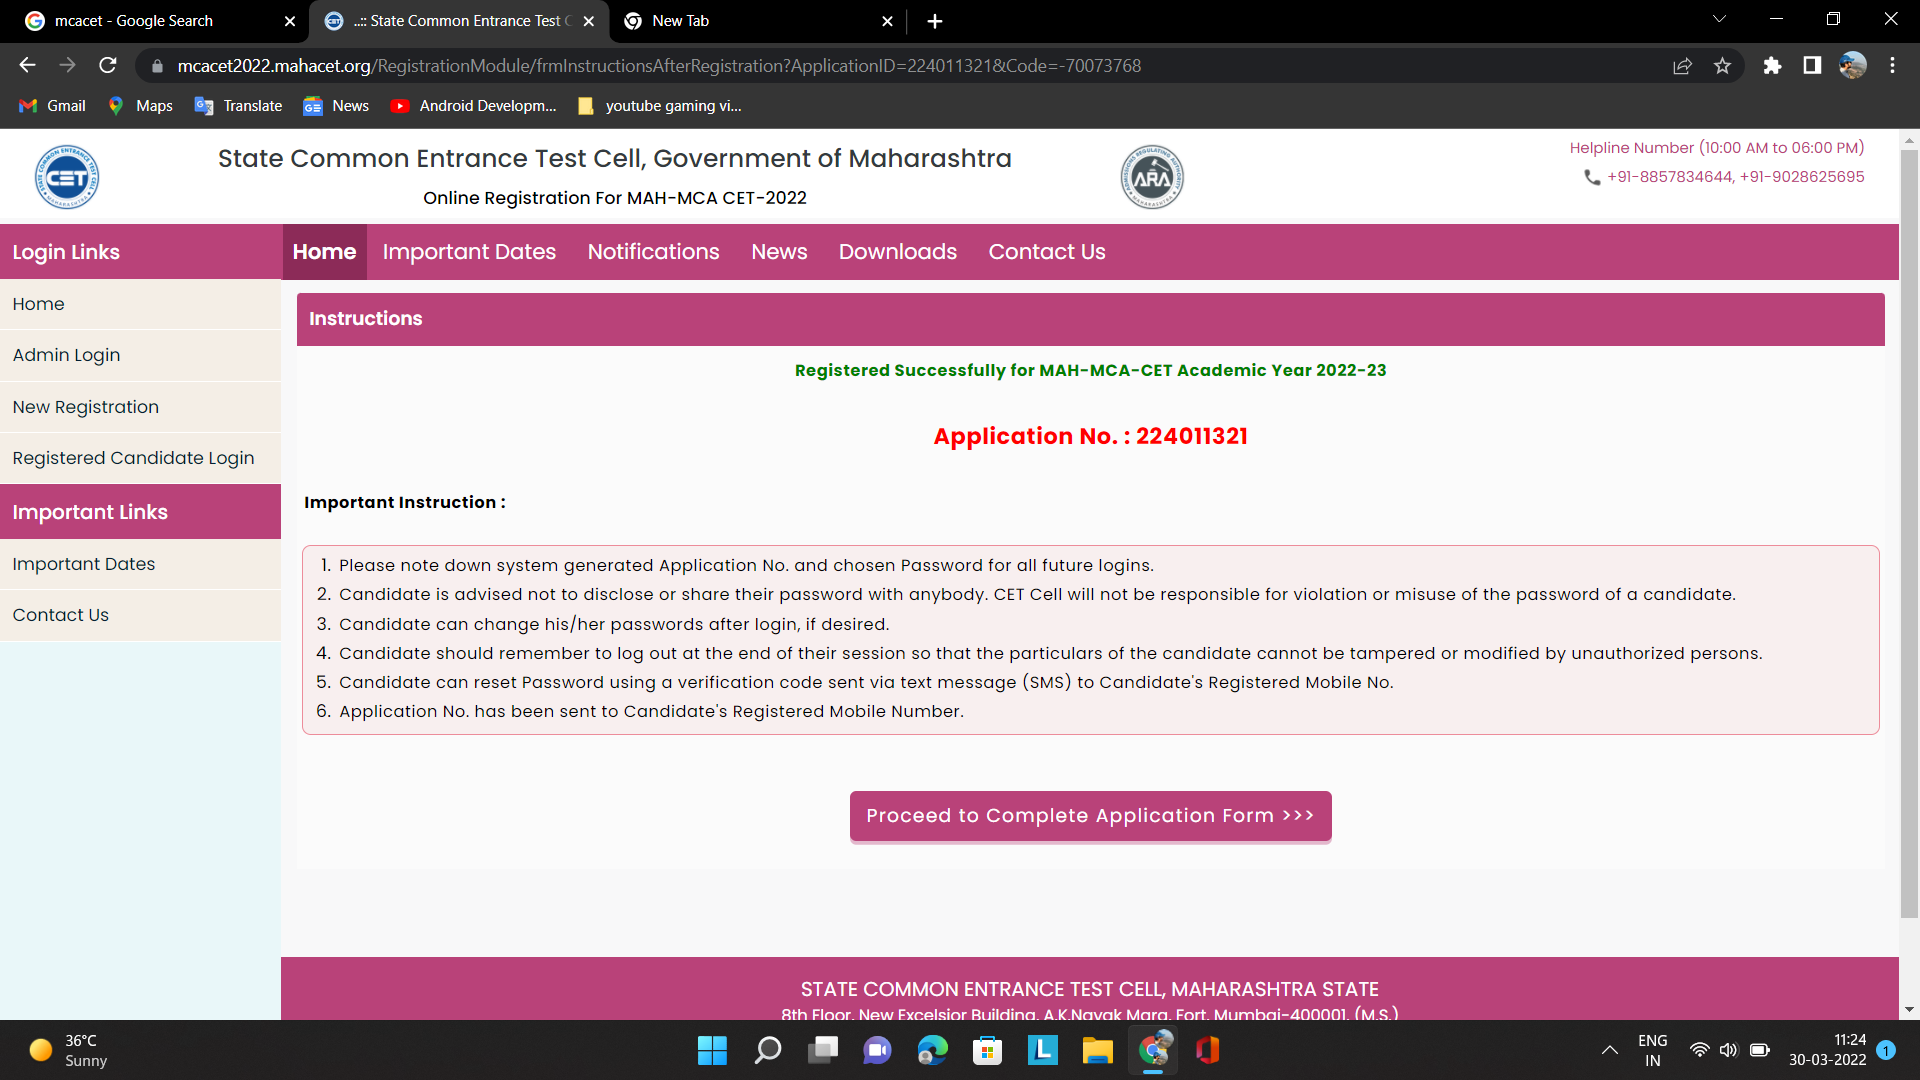 mcacet - Google Search
..:: State Common Entrance Test C
New Tab
mcacet2022.mahacet.org/RegistrationModule/frmInstructionsAfterRegistration?ApplicationID=224011321&Code=-70073768
Gmail
Maps
Translate
News
Android Developm...
youtube gaming vi...
CET
State Common Entrance Test Cell, Government of Maharashtra
Online Registration For MAH-MCA CET-2022
ARA
Helpline Number (10:00 AM to 06:00 PM)
+91-8857834644, +91-9028625695
Login Links
Home
Important Dates
Notifications
News
Downloads
Contact Us
Home
Admin Login
New Registration
Registered Candidate Login
Important Links
Important Dates
Contact Us
Instructions
Registered Successfully for MAH-MCA-CET Academic Year 2022-23
Application No. : 224011321
Important Instruction :
1. Please note down system generated Application No. and chosen Password for all future logins.
2. Candidate is advised not to disclose or share their password with anybody. CET Cell will not be responsible for violation or misuse of the password of a candidate.
3. Candidate can change his/her passwords after login, if desired.
4. Candidate should remember to log out at the end of their session so that the particulars of the candidate cannot be tampered or modified by unauthorized persons.
5. Candidate can reset Password using a verification code sent via text message (SMS) to Candidate's Registered Mobile No.
6. Application No. has been sent to Candidate's Registered Mobile Number.
Proceed to Complete Application Form >>>
STATE COMMON ENTRANCE TEST CELL, MAHARASHTRA STATE
8th Floor, New Excelsior Building, A.K.Nayak Marg, Fort, Mumbai-400001. (M.S.)
36°C
Sunny
ENG
IN
11:24
30-03-2022
1